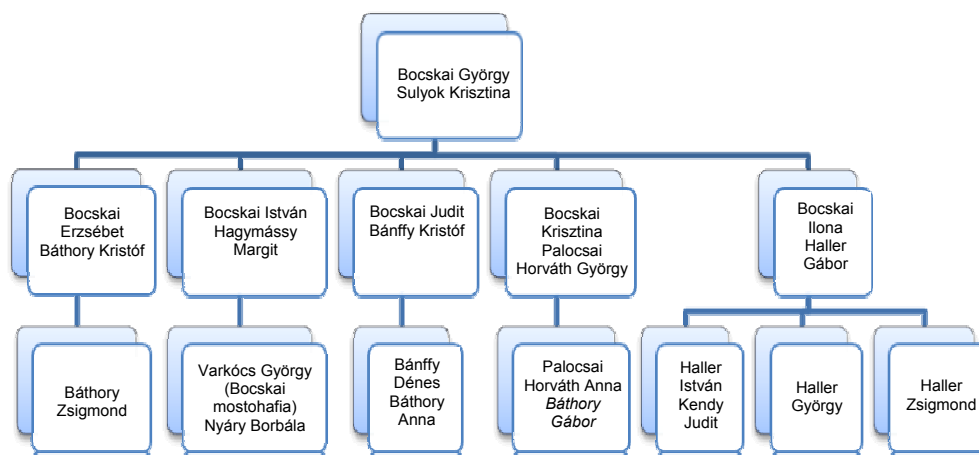 Bocskai György
Sulyok Krisztina
Bocskai
Erzsébet
Báthory Kristóf
Bocskai István
Hagymássy
Margit
Bocskai Judit
Bánffy Kristóf
Bocskai
Krisztina
Palocsai
Horváth György
Bocskai
Ilona
Haller
Gábor
Báthory
Zsigmond
Varkócs György
(Bocskai
mostohafia)
Nyáry Borbála
Bánffy
Dénes
Báthory
Anna
Palocsai
Horváth Anna
Báthory
Gábor
Haller
István
Kendy
Judit
Haller
György
Haller
Zsigmond